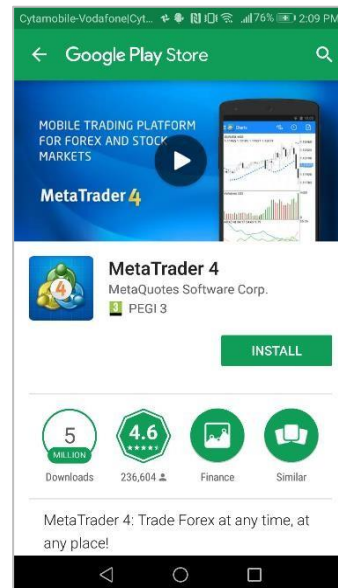 Cytamobile-Vodafone|Cyt... 76% 2:09 PM
Google Play Store
MOBILE TRADING PLATFORM
FOR FOREX AND STOCK
MARKETS
MetaTrader 4
4
MetaTrader 4
MetaQuotes Software Corp.
3 PEGI 3
INSTALL
5
MILLION
4.6
Downloads 236,604 Finance Similar
MetaTrader 4: Trade Forex at any time, at
any place!